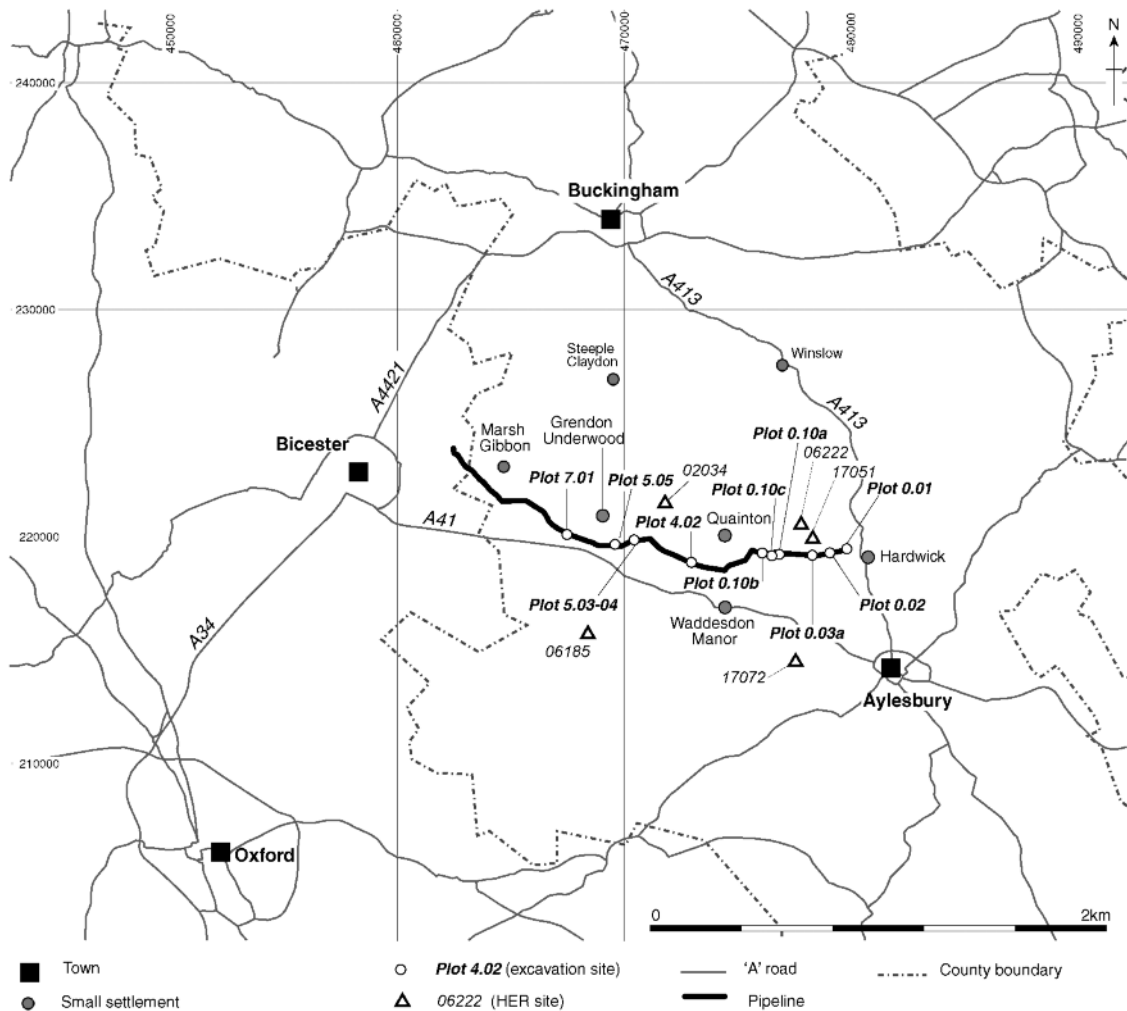 450000
460000
470000
480000
490000
N
240000
Buckingham
A413
230000
Steeple
Claydon
Winslow
A4421
A413
Marsh
Gibbon
Grendon
Underwood
Plot 0.10a
06222
17051
Bicester
Plot 7.01
Plot 5.05
02034
Plot 0.10c
Plot 0.01
Plot 4.02
Quainton
A41
220000
Hardwick
Plot 0.10b
Plot 5.03-04
Plot 0.02
Waddesdon
Manor
Plot 0.03a
A34
06185
17072
Aylesbury
210000
Oxford
0 2km
Town
Plot 4.02 (excavation site)
'A' road
County boundary
Small settlement
06222 (HER site)
Pipeline